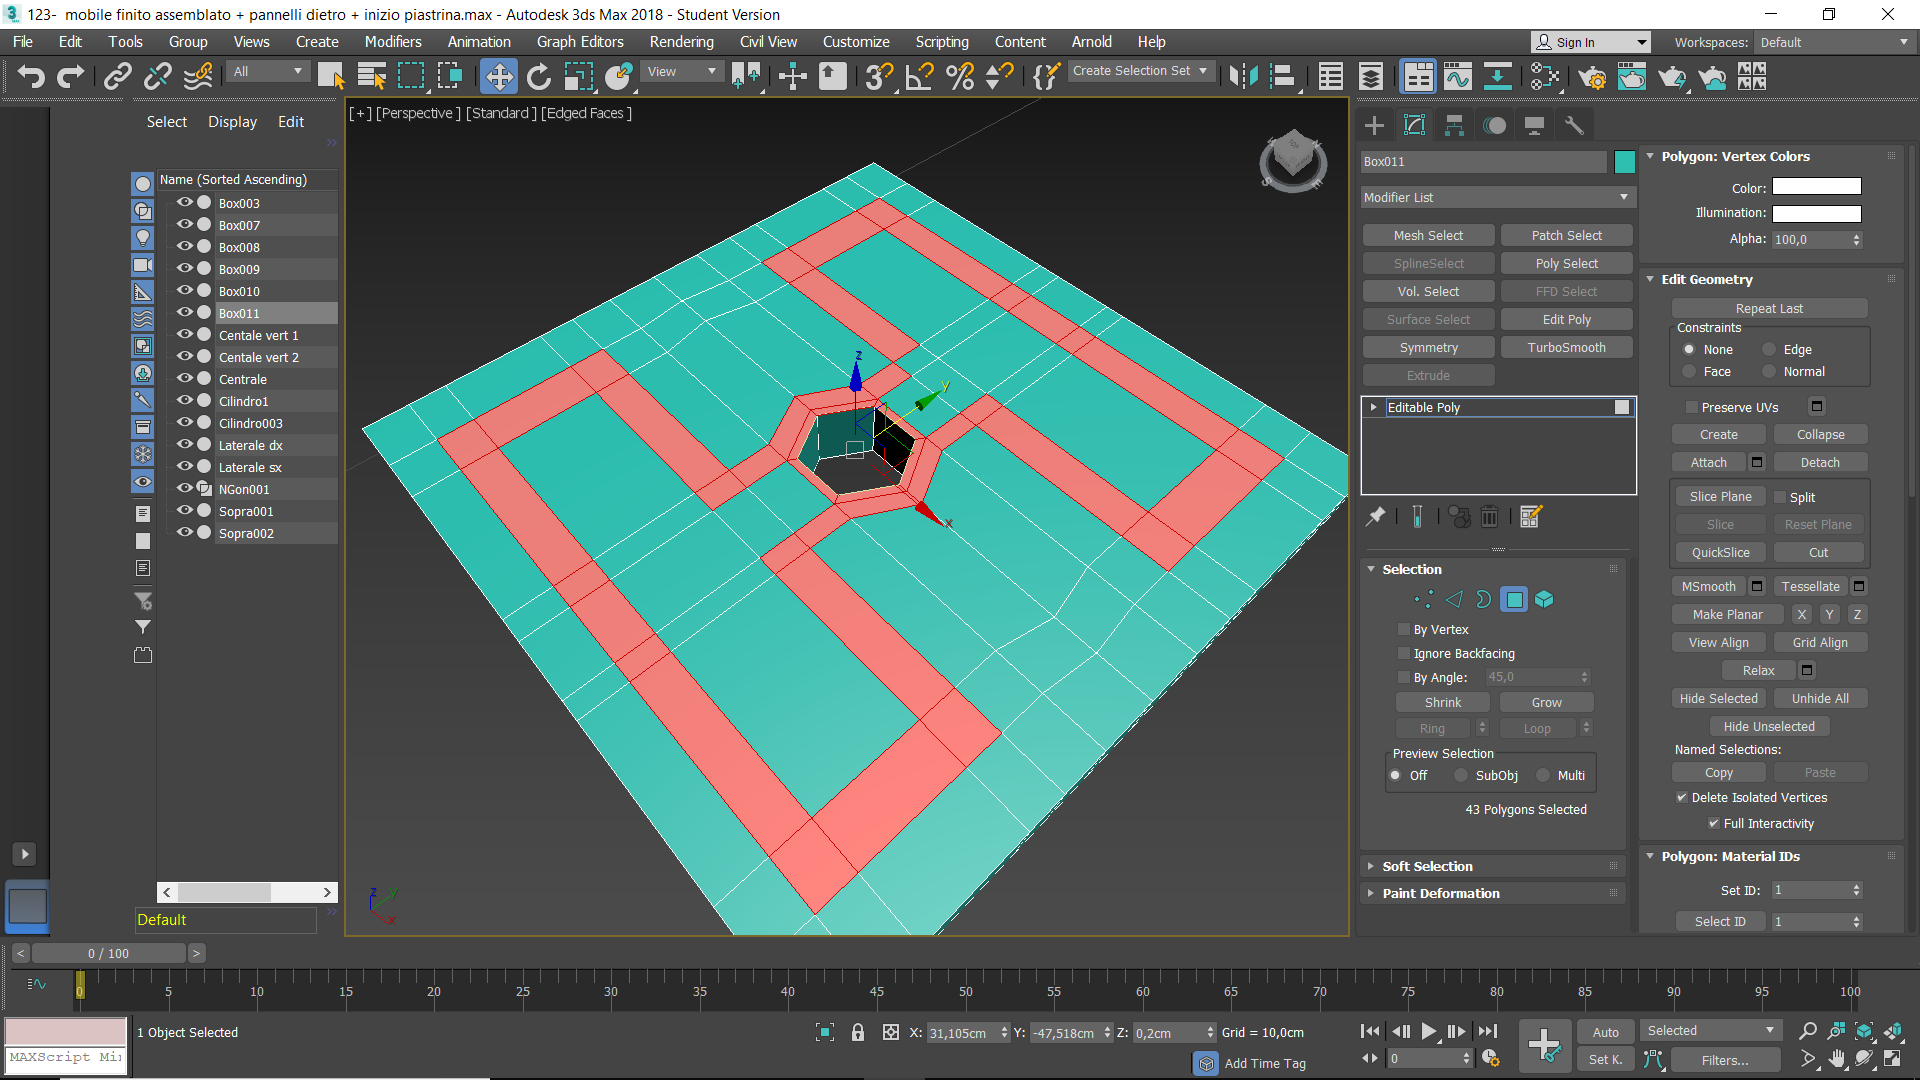 123-  mobile finito assemblato + pannelli dietro + inizio piastrina.max - Autodesk 3ds Max 2018 - Student Version
File Edit Tools Group Views Create Modifiers Animation Graph Editors Rendering Civil View Customize Scripting Content Arnold Help
Sign In
Workspaces: Default
All
View
Create Selection Set
Select Display Edit
Name (Sorted Ascending)
Box003
Box007
Box008
Box009
Box010
Box011
Centale vert 1
Centale vert 2
Centrale
Cilindro1
Cilindro003
Laterale dx
Laterale sx
NGon001
Sopra001
Sopra002
Default
[+] [Perspective] [Standard] [Edged Faces]
z
y
x
Box011
Modifier List
Mesh Select Patch Select
SplineSelect Poly Select
Vol. Select FFD Select
Surface Select Edit Poly
Symmetry TurboSmooth
Extrude
Editable Poly
Selection
By Vertex
Ignore Backfacing
By Angle: 45,0
Shrink Grow
Ring Loop
Preview Selection
Off SubObj Multi
43 Polygons Selected
Soft Selection
Paint Deformation
Polygon: Vertex Colors
Color:
Illumination:
Alpha: 100,0
Edit Geometry
Repeat Last
Constraints
None Edge
Face Normal
Preserve UVs
Create Collapse
Attach Detach
Slice Plane Split
Slice Reset Plane
QuickSlice Cut
MSmooth Tessellate
Make Planar X Y Z
View Align Grid Align
Relax
Hide Selected Unhide All
Hide Unselected
Named Selections:
Copy Paste
Delete Isolated Vertices
Full Interactivity
Polygon: Material IDs
Set ID: 1
Select ID 1
< 0 / 100 >
0 5 10 15 20 25 30 35 40 45 50 55 60 65 70 75 80 85 90 95 100
MAXScript Mi
1 Object Selected
X: 31,105cm Y: -47,518cm Z: 0,2cm Grid = 10,0cm
Add Time Tag
0
Auto Selected
Set K. Filters...